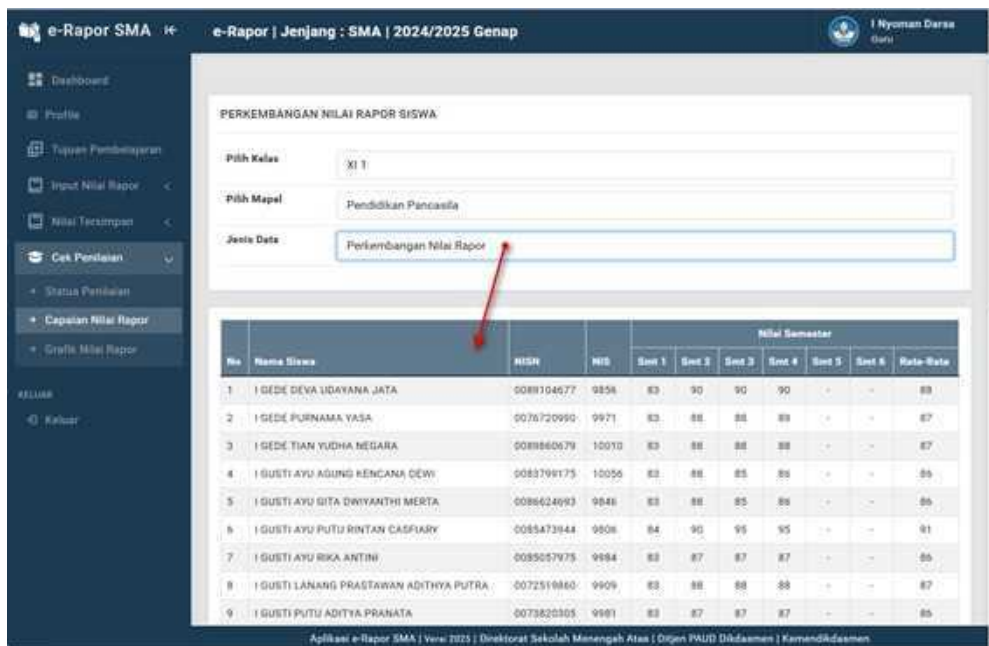 e-Rapor SMA
e-Rapor | Jenjang : SMA | 2024/2025 Genap
I Nyoman Darsa
Guru
Dashboard
Profile
Tujuan Pembelajaran
Input Nilai Rapor <
Nilai Tersimpan <
Cek Penilaian
Status Penilaian
Capaian Nilai Rapor
Grafik Nilai Rapor
KELUAR
Keluar
PERKEMBANGAN NILAI RAPOR SISWA
Pilih Kelas XI 1
Pilih Mapel Pendidikan Pancasila
Jenis Data Perkembangan Nilai Rapor
Nilai Semester
No Nama Siswa NISN NIS Smt 1 Smt 2 Smt 3 Smt 4 Smt 5 Smt 6 Rata-Rata
1 I GEDE DEVA UDAYANA JATA 0089104677 9856 83 90 90 90 - - 88
2 I GEDE PURNAMA YASA 0076720990 9971 83 88 88 89 - - 87
3 I GEDE TIAN YUDHA NEGARA 0089860679 10010 83 88 88 88 - - 87
4 I GUSTI AYU AGUNG KENCANA DEWI 0083799175 10056 83 88 85 86 - - 86
5 I GUSTI AYU GITA DWIYANTHI MERTA 0086624693 9846 83 88 85 86 - - 86
6 I GUSTI AYU PUTU RINTAN CASFIARY 0085473944 9806 84 90 95 95 - - 91
7 I GUSTI AYU RIKA ANTINI 0085057975 9984 83 87 87 87 - - 86
8 I GUSTI LANANG PRASTAWAN ADITHYA PUTRA 0072519860 9909 83 88 88 88 - - 87
9 I GUSTI PUTU ADITYA PRANATA 0073820305 9981 83 87 87 87 - - 86
Aplikasi e-Rapor SMA | Versi 2025 | Direktorat Sekolah Menengah Atas | Ditjen PAUD Dikdasmen | Kemendikdasmen